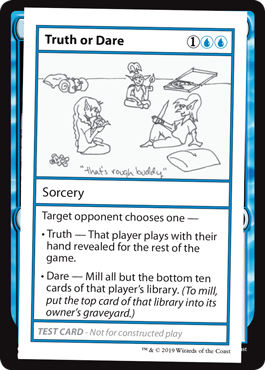 Truth or Dare 1
"that's rough buddy"
Sorcery
Target opponent chooses one —
• Truth — That player plays with their
hand revealed for the rest of the
game.
• Dare — Mill all but the bottom ten
cards of that player's library. (To mill,
put the top card of that library into its
owner's graveyard.)
TEST CARD - Not for constructed play
™ & © 2019 Wizards of the Coast